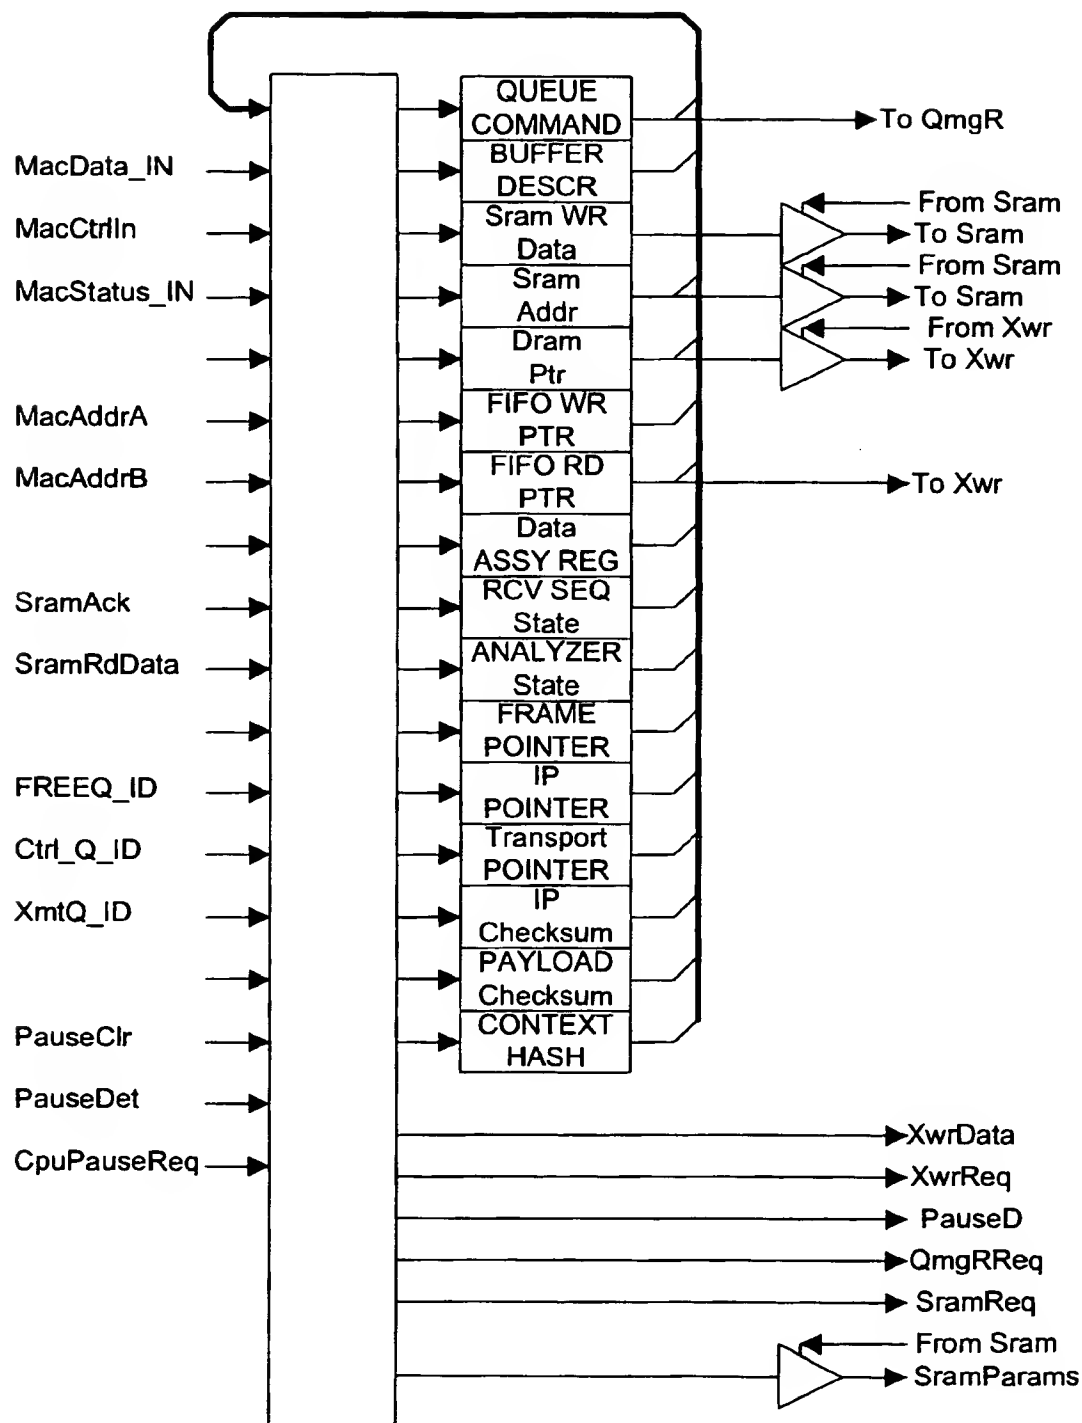 QUEUE
COMMAND
To QmgR
MacData_IN
BUFFER
DESCR
From Sram
MacCtrlIn
Sram WR
Data
To Sram
From Sram
MacStatus_IN
Sram
Addr
To Sram
From Xwr
Dram
Ptr
To Xwr
MacAddrA
FIFO WR
PTR
MacAddrB
FIFO RD
PTR
To Xwr
Data
ASSY REG
SramAck
RCV SEQ
State
SramRdData
ANALYZER
State
FRAME
POINTER
FREEQ_ID
IP
POINTER
Ctrl_Q_ID
Transport
POINTER
XmtQ_ID
IP
Checksum
PAYLOAD
Checksum
PauseClr
CONTEXT
HASH
PauseDet
XwrData
CpuPauseReq
XwrReq
PauseD
QmgRReq
SramReq
From Sram
SramParams